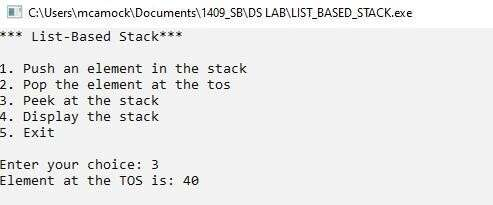 C:\Users\mcamock\Documents\1409_SB\DS LAB\LIST_BASED_STACK.exe
*** List-Based Stack***
1. Push an element in the stack
2. Pop the element at the tos
3. Peek at the stack
4. Display the stack
5. Exit
Enter your choice: 3
Element at the TOS is: 40